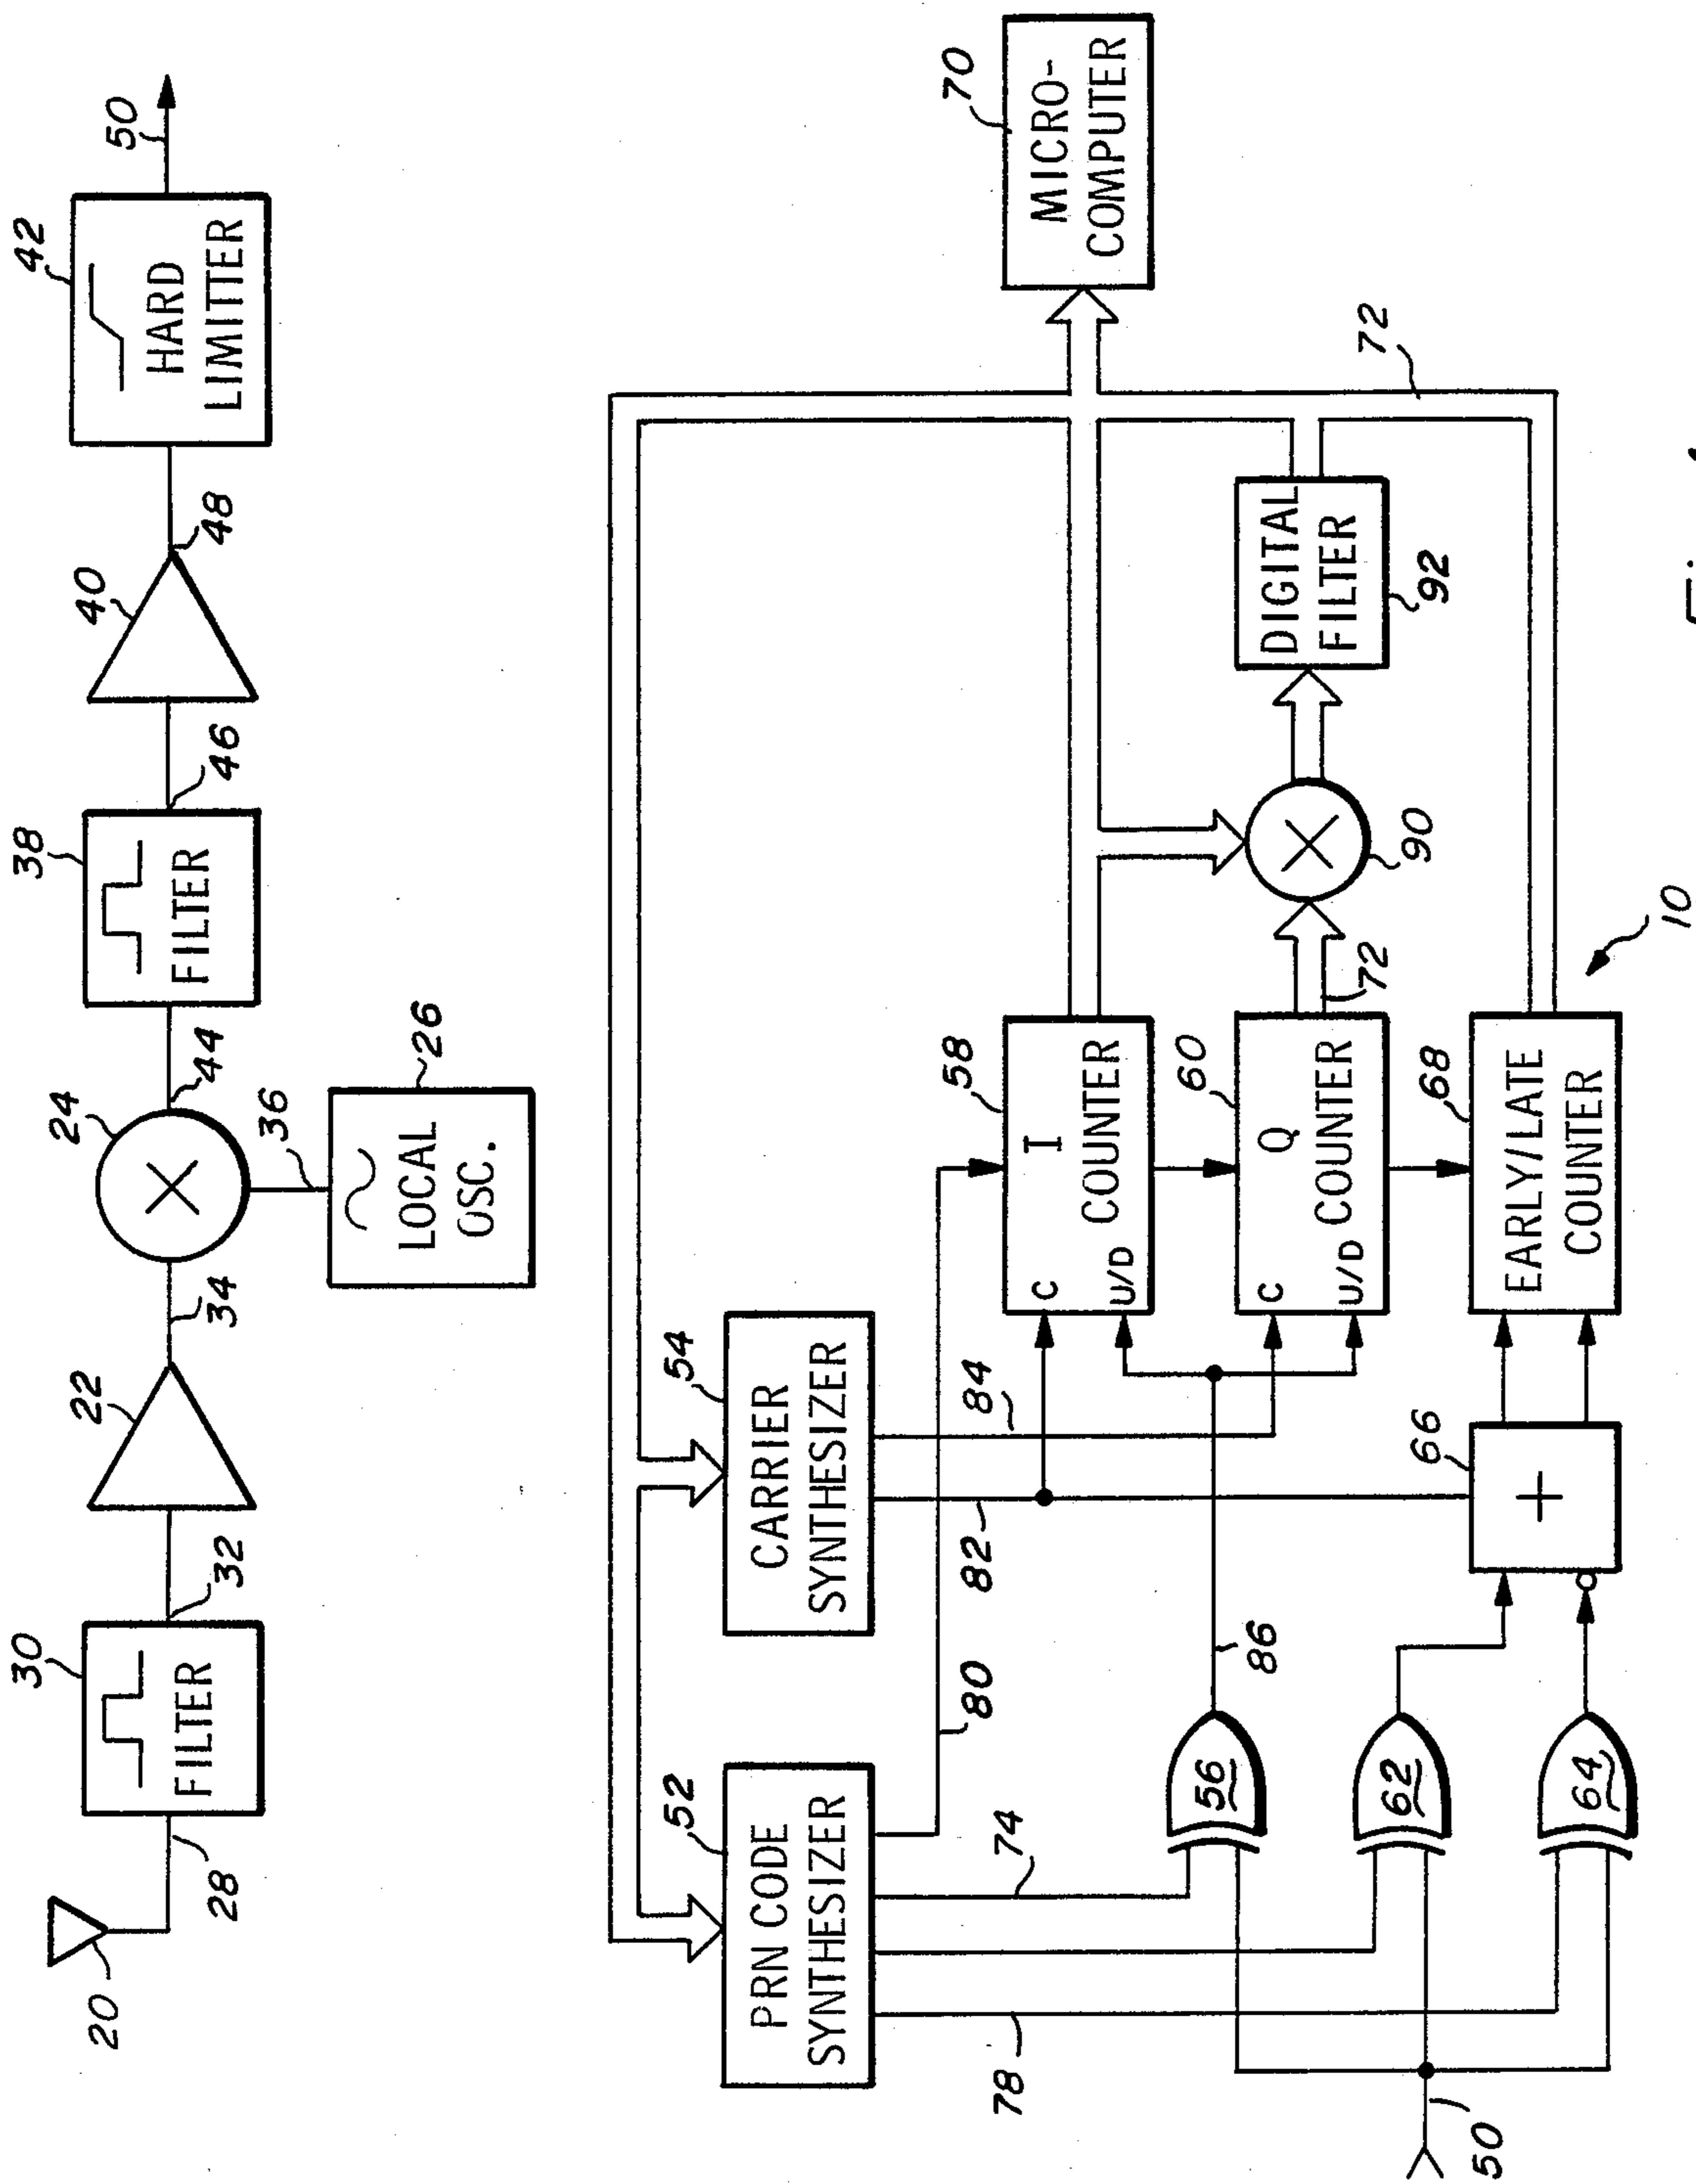 20
28
30
FILTER
32
22
34
24
36
26
LOCAL
OSC.
44
38
FILTER
46
40
48
42
HARD
LIMITTER
50
52
PRN CODE
SYNTHESIZER
54
CARRIER
SYNTHESIZER
70
MICRO-
COMPUTER
72
80
82
84
74
78
58
I
C
U/D
COUNTER
60
Q
C
U/D
COUNTER
72
90
DIGITAL
FILTER
92
86
56
62
64
66
+
68
EARLY/LATE
COUNTER
50
10